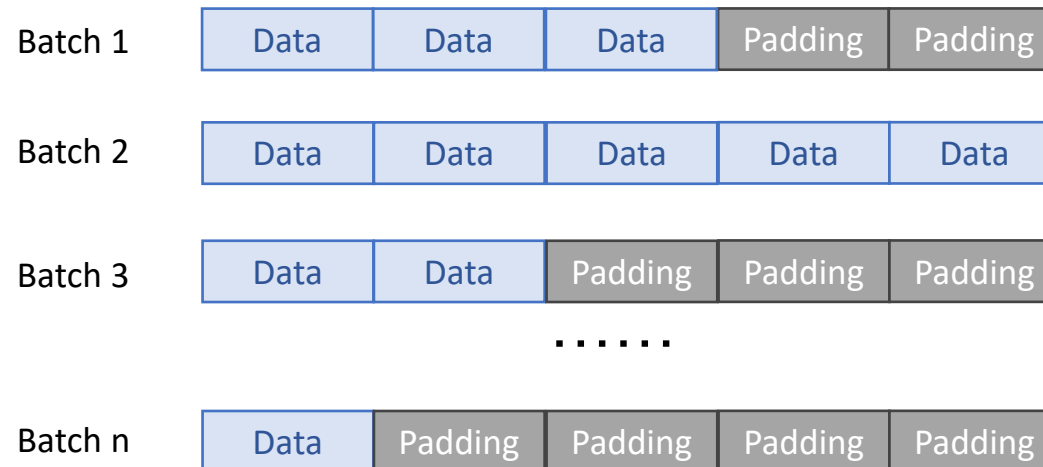 Batch 1 Data Data Data Padding Padding
Batch 2 Data Data Data Data Data
Batch 3 Data Data Padding Padding Padding
......
Batch n Data Padding Padding Padding Padding